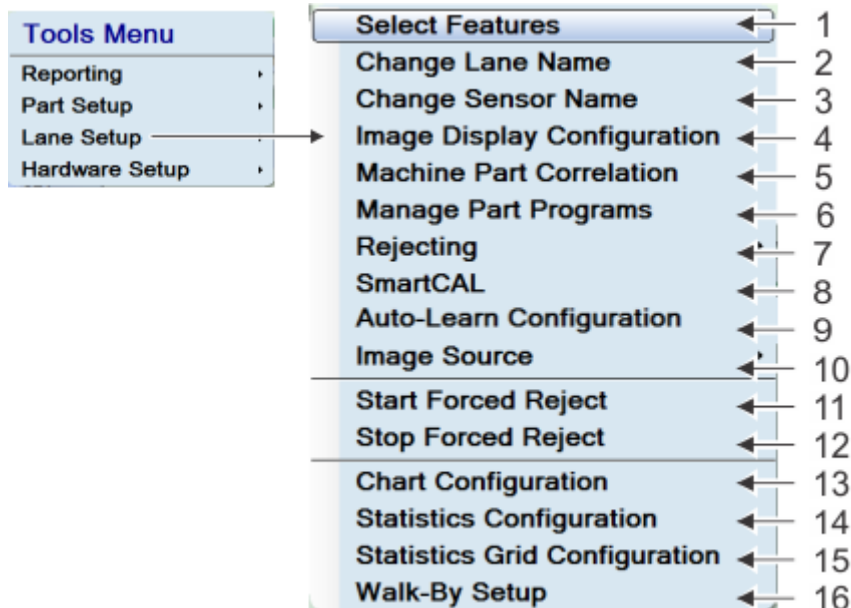 Tools Menu
Reporting
Part Setup
Lane Setup
Hardware Setup
Select Features 1
Change Lane Name 2
Change Sensor Name 3
Image Display Configuration 4
Machine Part Correlation 5
Manage Part Programs 6
Rejecting 7
SmartCAL 8
Auto-Learn Configuration 9
Image Source 10
Start Forced Reject 11
Stop Forced Reject 12
Chart Configuration 13
Statistics Configuration 14
Statistics Grid Configuration 15
Walk-By Setup 16